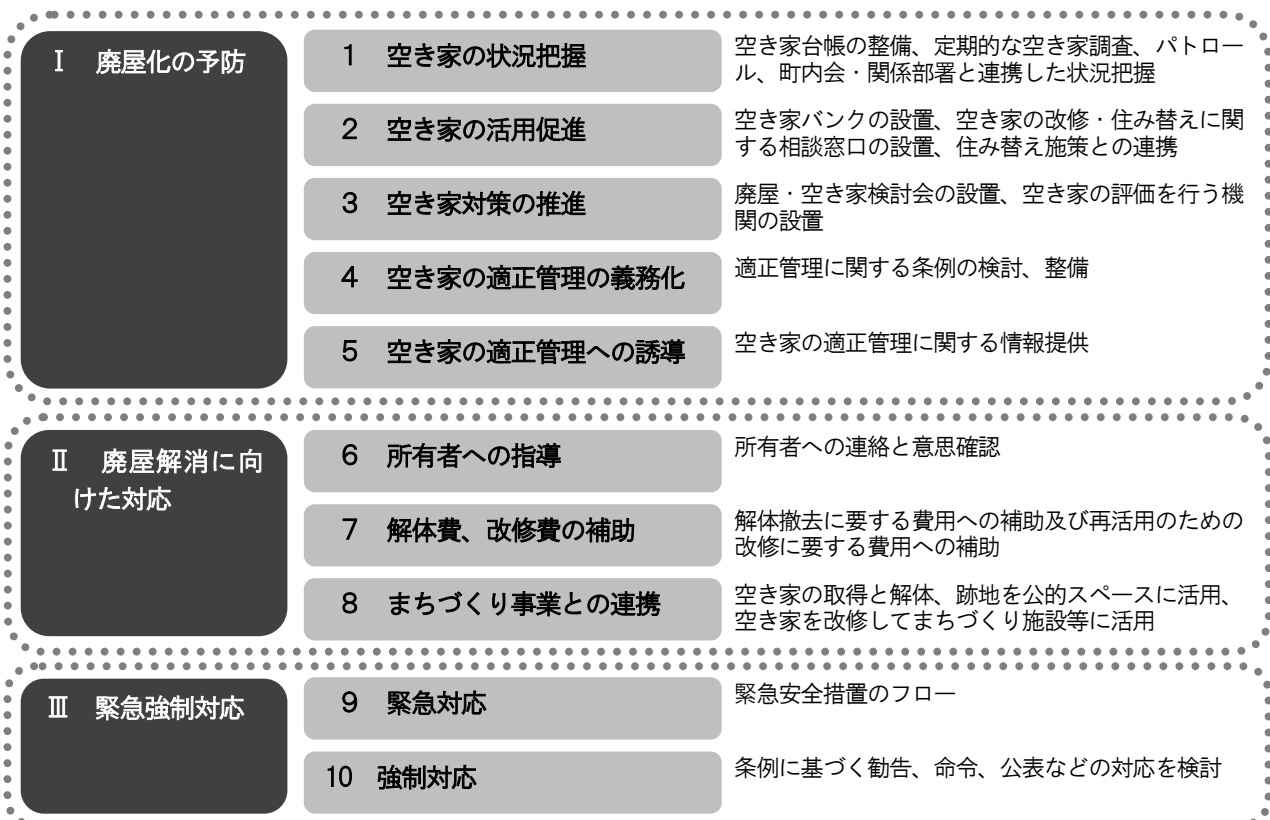 Ⅰ 廃屋化の予防
1 空き家の状況把握
空き家台帳の整備、定期的な空き家調査、パトロー
ル、町内会・関係部署と連携した状況把握
2 空き家の活用促進
空き家バンクの設置、空き家の改修・住み替えに関
する相談窓口の設置、住み替え施策との連携
3 空き家対策の推進
廃屋・空き家検討会の設置、空き家の評価を行う機
関の設置
4 空き家の適正管理の義務化
適正管理に関する条例の検討、整備
5 空き家の適正管理への誘導
空き家の適正管理に関する情報提供
Ⅱ 廃屋解消に向
けた対応
6 所有者への指導
所有者への連絡と意思確認
7 解体費、改修費の補助
解体撤去に要する費用への補助及び再活用のための
改修に要する費用への補助
8 まちづくり事業との連携
空き家の取得と解体、跡地を公的スペースに活用、
空き家を改修してまちづくり施設等に活用
Ⅲ 緊急強制対応
9 緊急対応
緊急安全措置のフロー
10 強制対応
条例に基づく勧告、命令、公表などの対応を検討